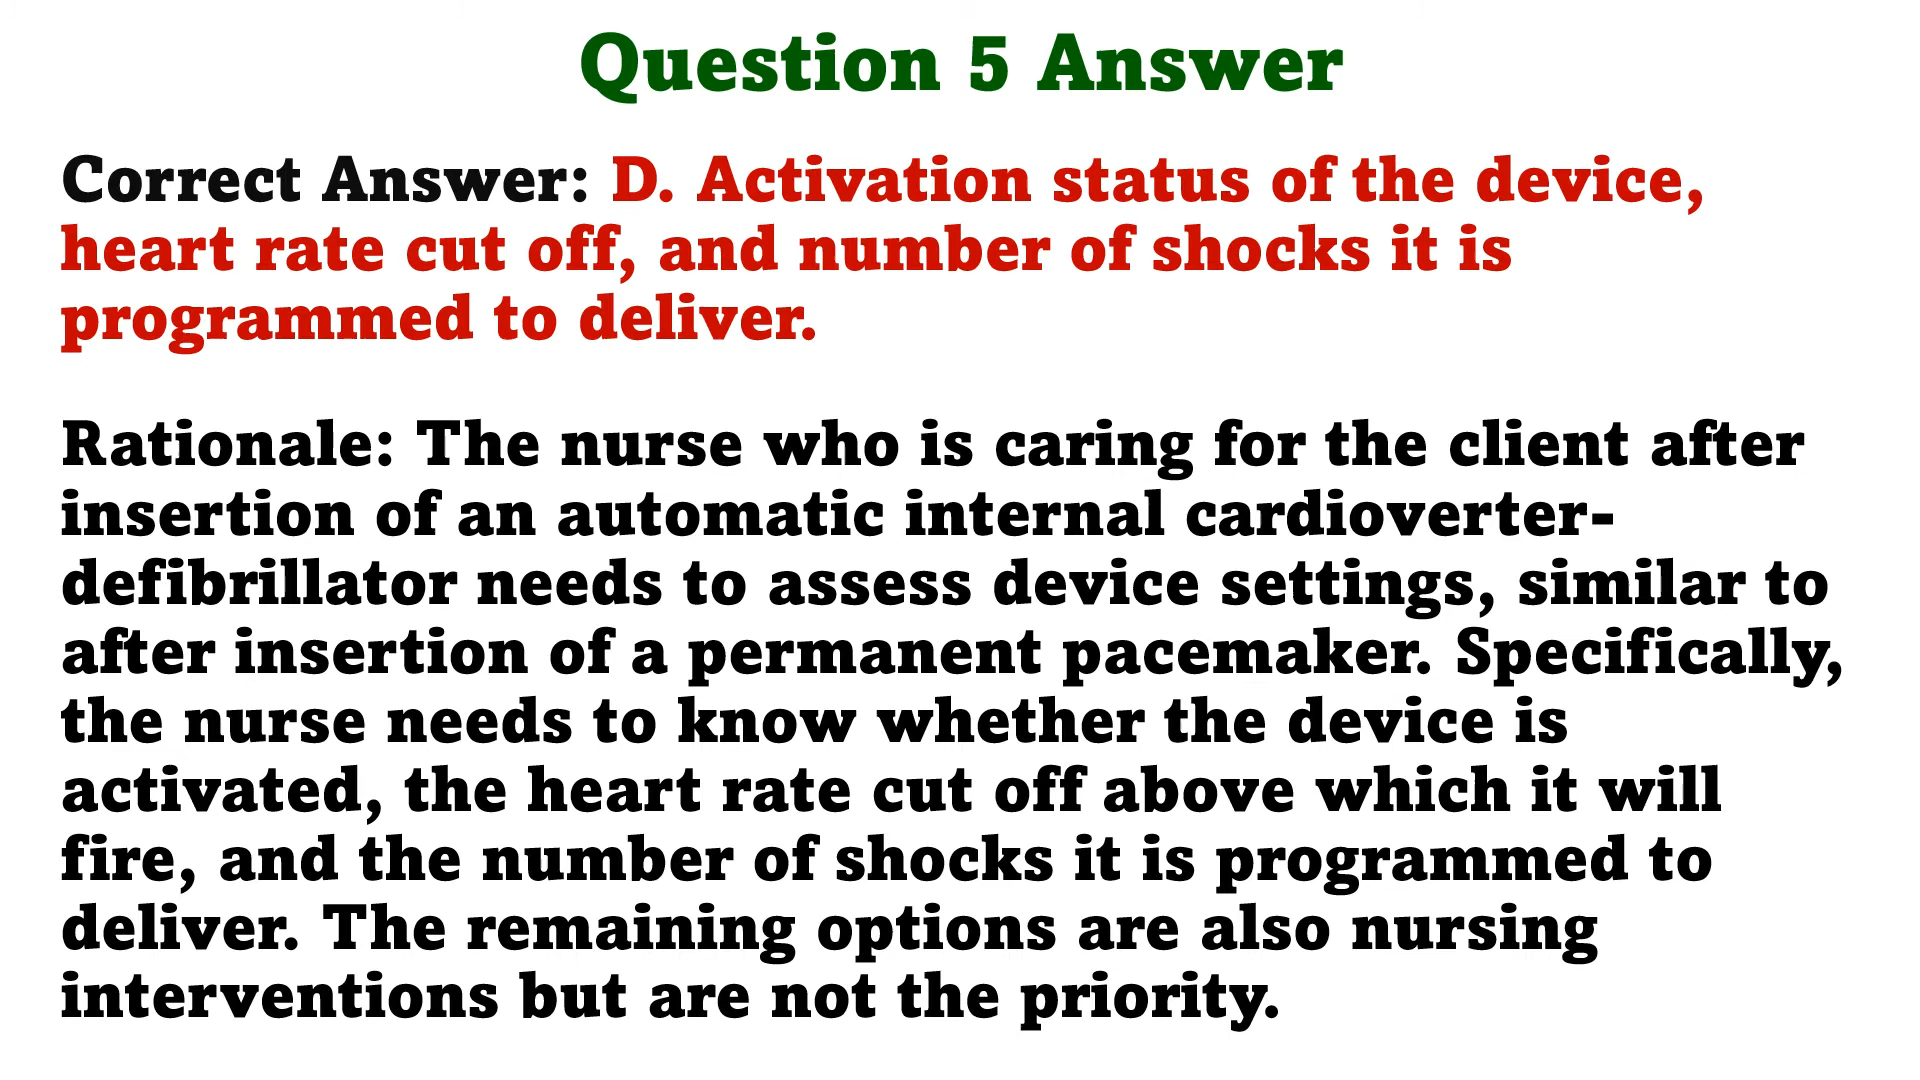 Question 5 Answer
Correct Answer: D. Activation status of the device,
heart rate cut off, and number of shocks it is
programmed to deliver.
Rationale: The nurse who is caring for the client after
insertion of an automatic internal cardioverter-
defibrillator needs to assess device settings, similar to
after insertion of a permanent pacemaker. Specifically,
the nurse needs to know whether the device is
activated, the heart rate cut off above which it will
fire, and the number of shocks it is programmed to
deliver. The remaining options are also nursing
interventions but are not the priority.